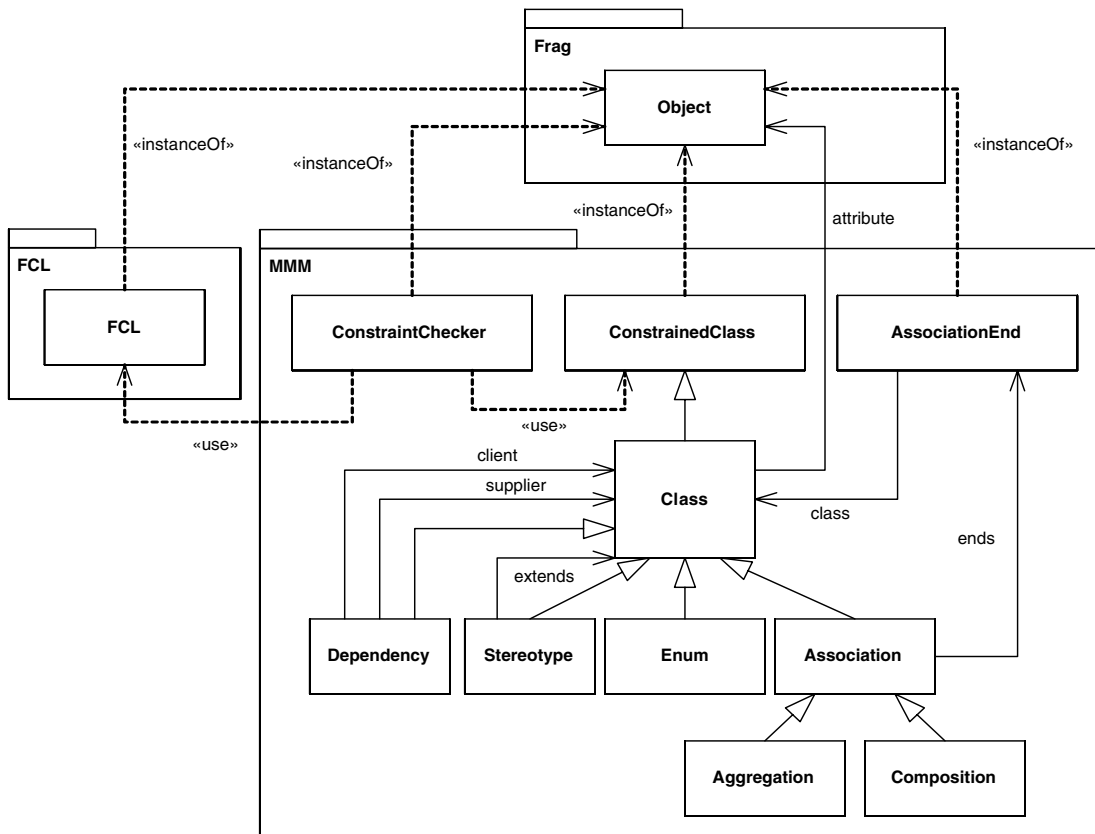 Frag
Object
«instanceOf»
«instanceOf»
«instanceOf»
«instanceOf»
attribute
FCL
MMM
FCL
ConstraintChecker
ConstrainedClass
AssociationEnd
«use»
«use»
client
supplier
Class
class
ends
extends
Dependency
Stereotype
Enum
Association
Aggregation
Composition